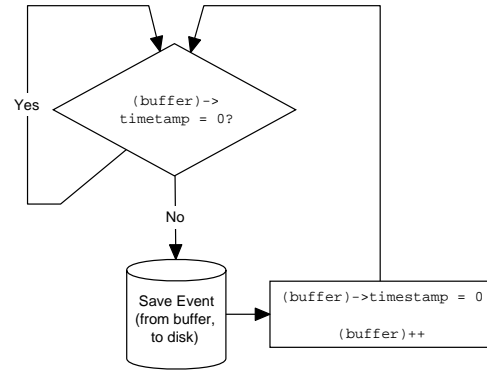 Yes
(buffer)->
timetamp = 0?
No
Save Event
(from buffer,
to disk)
(buffer)->timestamp = 0
(buffer)++